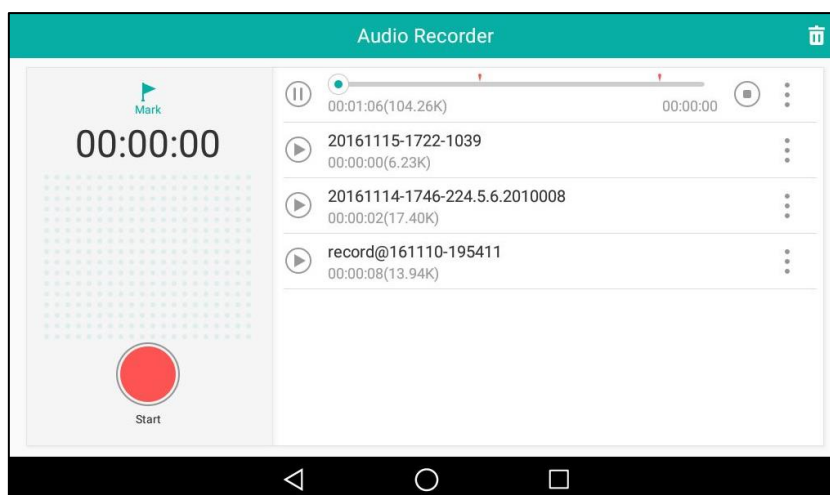 Audio Recorder
Mark
00:00:00
Start
00:01:06(104.26K) 00:00:00
20161115-1722-1039
00:00:00(6.23K)
20161114-1746-224.5.6.2010008
00:00:02(17.40K)
record@161110-195411
00:00:08(13.94K)